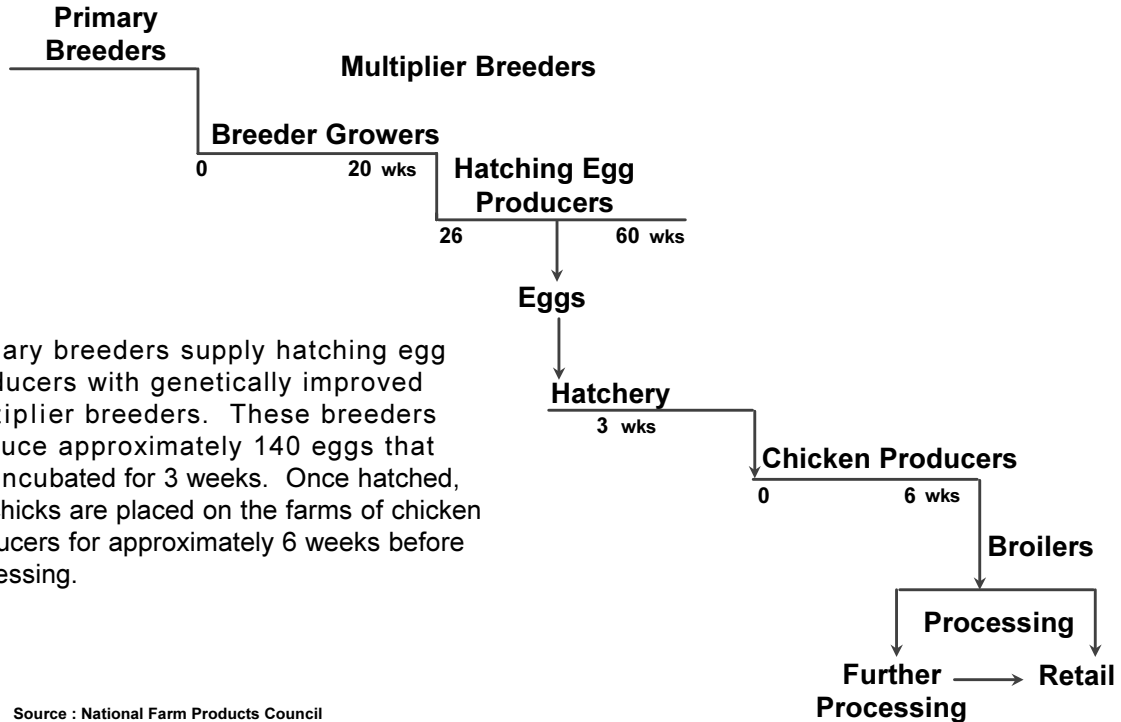 Primary
Breeders
Multiplier Breeders
Breeder Growers
0 20 wks
Hatching Egg
Producers
26 60 wks
Eggs
ary breeders supply hatching egg
ucers with genetically improved
tiplier breeders. These breeders
uce approximately 140 eggs that
ncubated for 3 weeks. Once hatched,
hicks are placed on the farms of chicken
ucers for approximately 6 weeks before
essing.
Hatchery
3 wks
Chicken Producers
0 6 wks
Broilers
Processing
Further
Processing
Retail
Source : National Farm Products Council